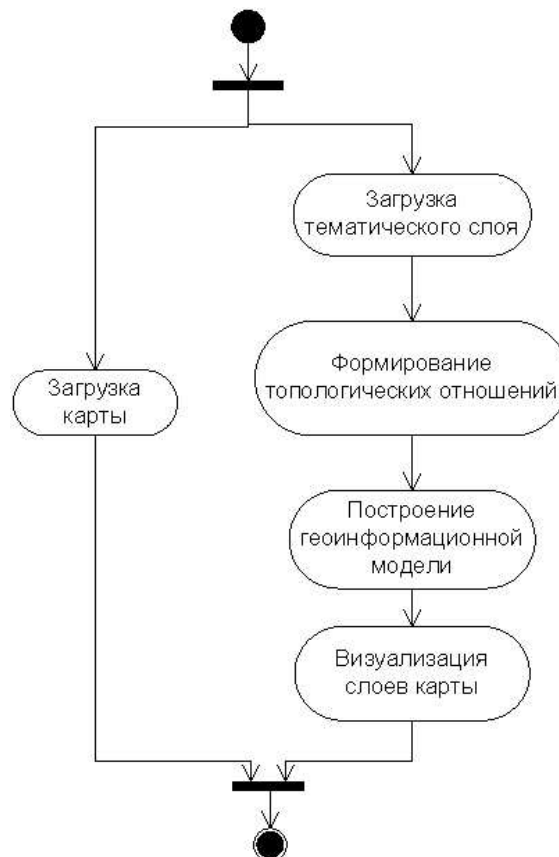 Загрузка
тематического слоя
Формирование
топологических отношений
Загрузка
карты
Построение
геоинформационной
модели
Визуализация
слоев карты